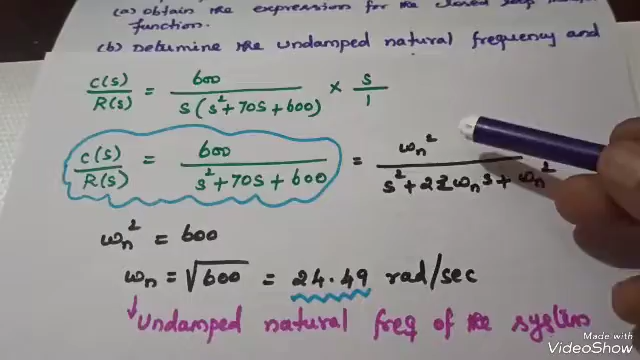 (a) obtain the expression for the closed loop
function.
(b) Determine the undamped natural frequency and
C(s)/R(s) = 600/s(s²+70s+600) × s/1
C(s)/R(s) = 600/s²+70s+600 = ωn²/s²+2ξωns+ωn²
ωn² = 600
ωn = √600 = 24.49 rad/sec
↓ Undamped natural freq of the system
Made with
VideoShow